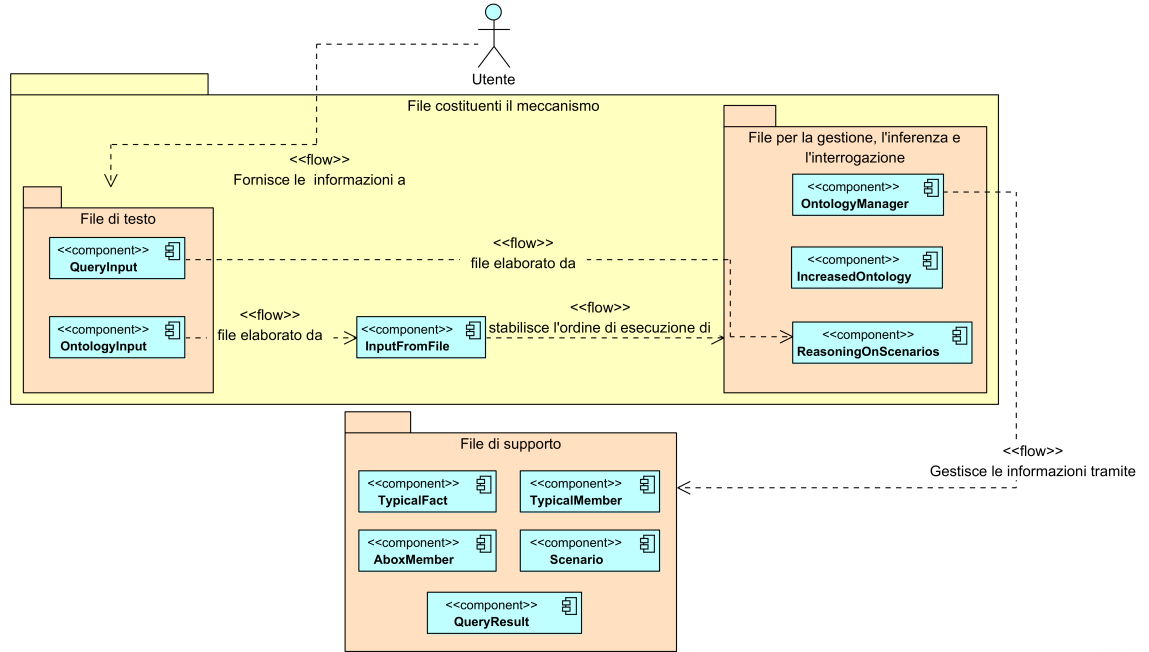 Utente
File costituenti il meccanismo
<<flow>>
Fornisce le  informazioni a
File di testo
<<component>>
QueryInput
<<component>>
OntologyInput
<<flow>>
file elaborato da
<<flow>>
file elaborato da
<<component>>
InputFromFile
<<flow>>
stabilisce l'ordine di esecuzione di
File per la gestione, l'inferenza e
l'interrogazione
<<component>>
OntologyManager
<<component>>
IncreasedOntology
<<component>>
ReasoningOnScenarios
<<flow>>
Gestisce le informazioni tramite
File di supporto
<<component>>
TypicalFact
<<component>>
TypicalMember
<<component>>
AboxMember
<<component>>
Scenario
<<component>>
QueryResult